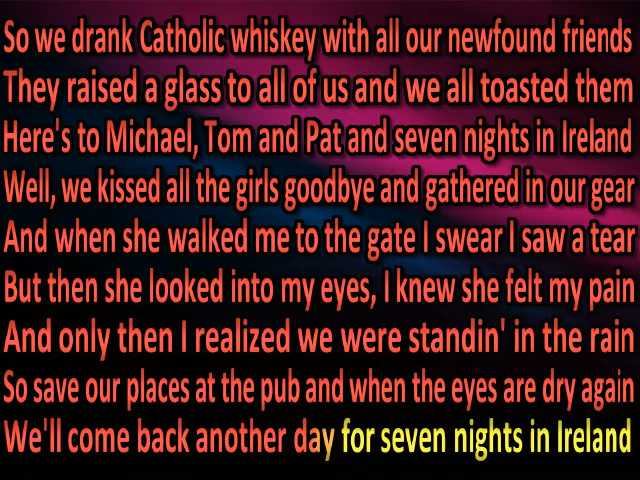 So we drank Catholic whiskey with all our newfound friends
They raised a glass to all of us and we all toasted them
Here's to Michael, Tom and Pat and seven nights in Ireland
Well, we kissed all the girls goodbye and gathered in our gear
And when she walked me to the gate I swear I saw a tear
But then she looked into my eyes, I knew she felt my pain
And only then I realized we were standin' in the rain
So save our places at the pub and when the eyes are dry again
We'll come back another day for seven nights in Ireland